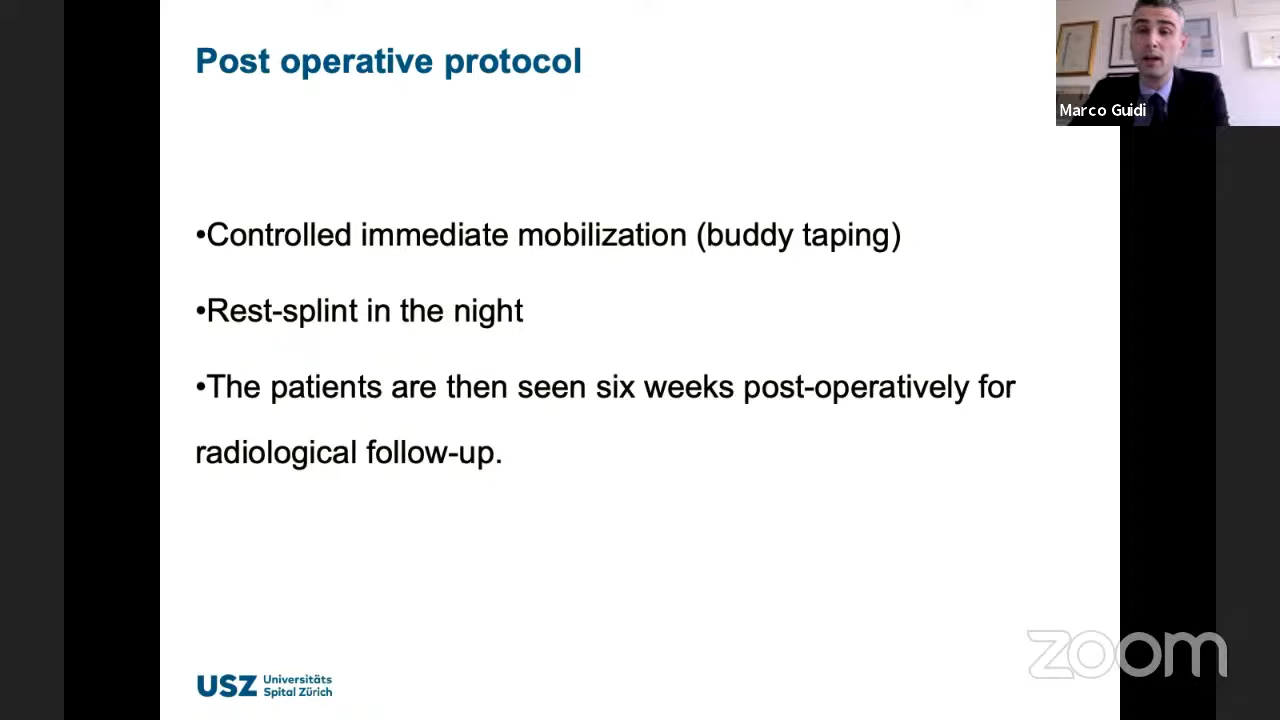 Post operative protocol
Marco Guidi
•Controlled immediate mobilization (buddy taping)
•Rest-splint in the night
•The patients are then seen six weeks post-operatively for
radiological follow-up.
zoom
USZ Universitäts
Spital Zürich